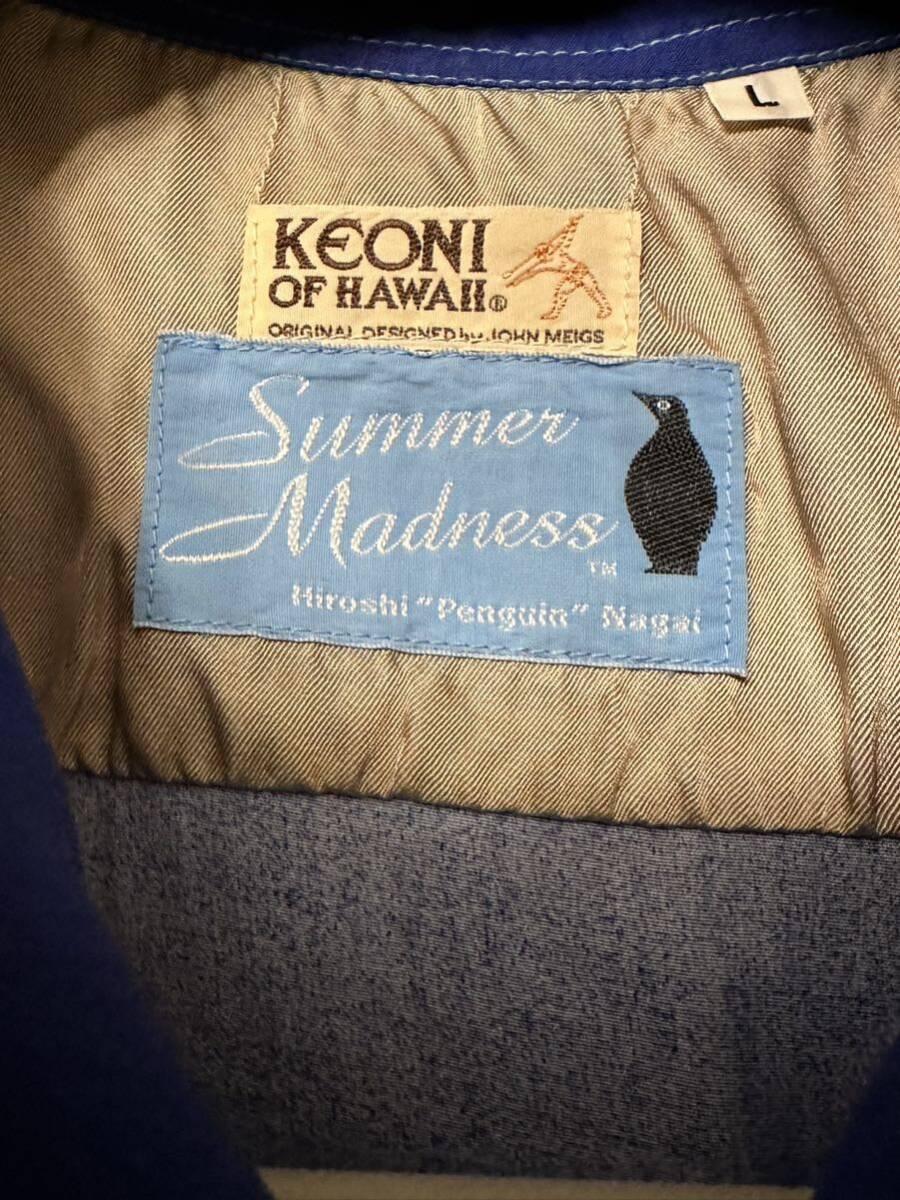 L
KEONI
OF HAWAII®
ORIGINAL DESIGNED by JOHN MEIGS
Summer
Madness
TM
Hiroshi "Penguin" Nagai